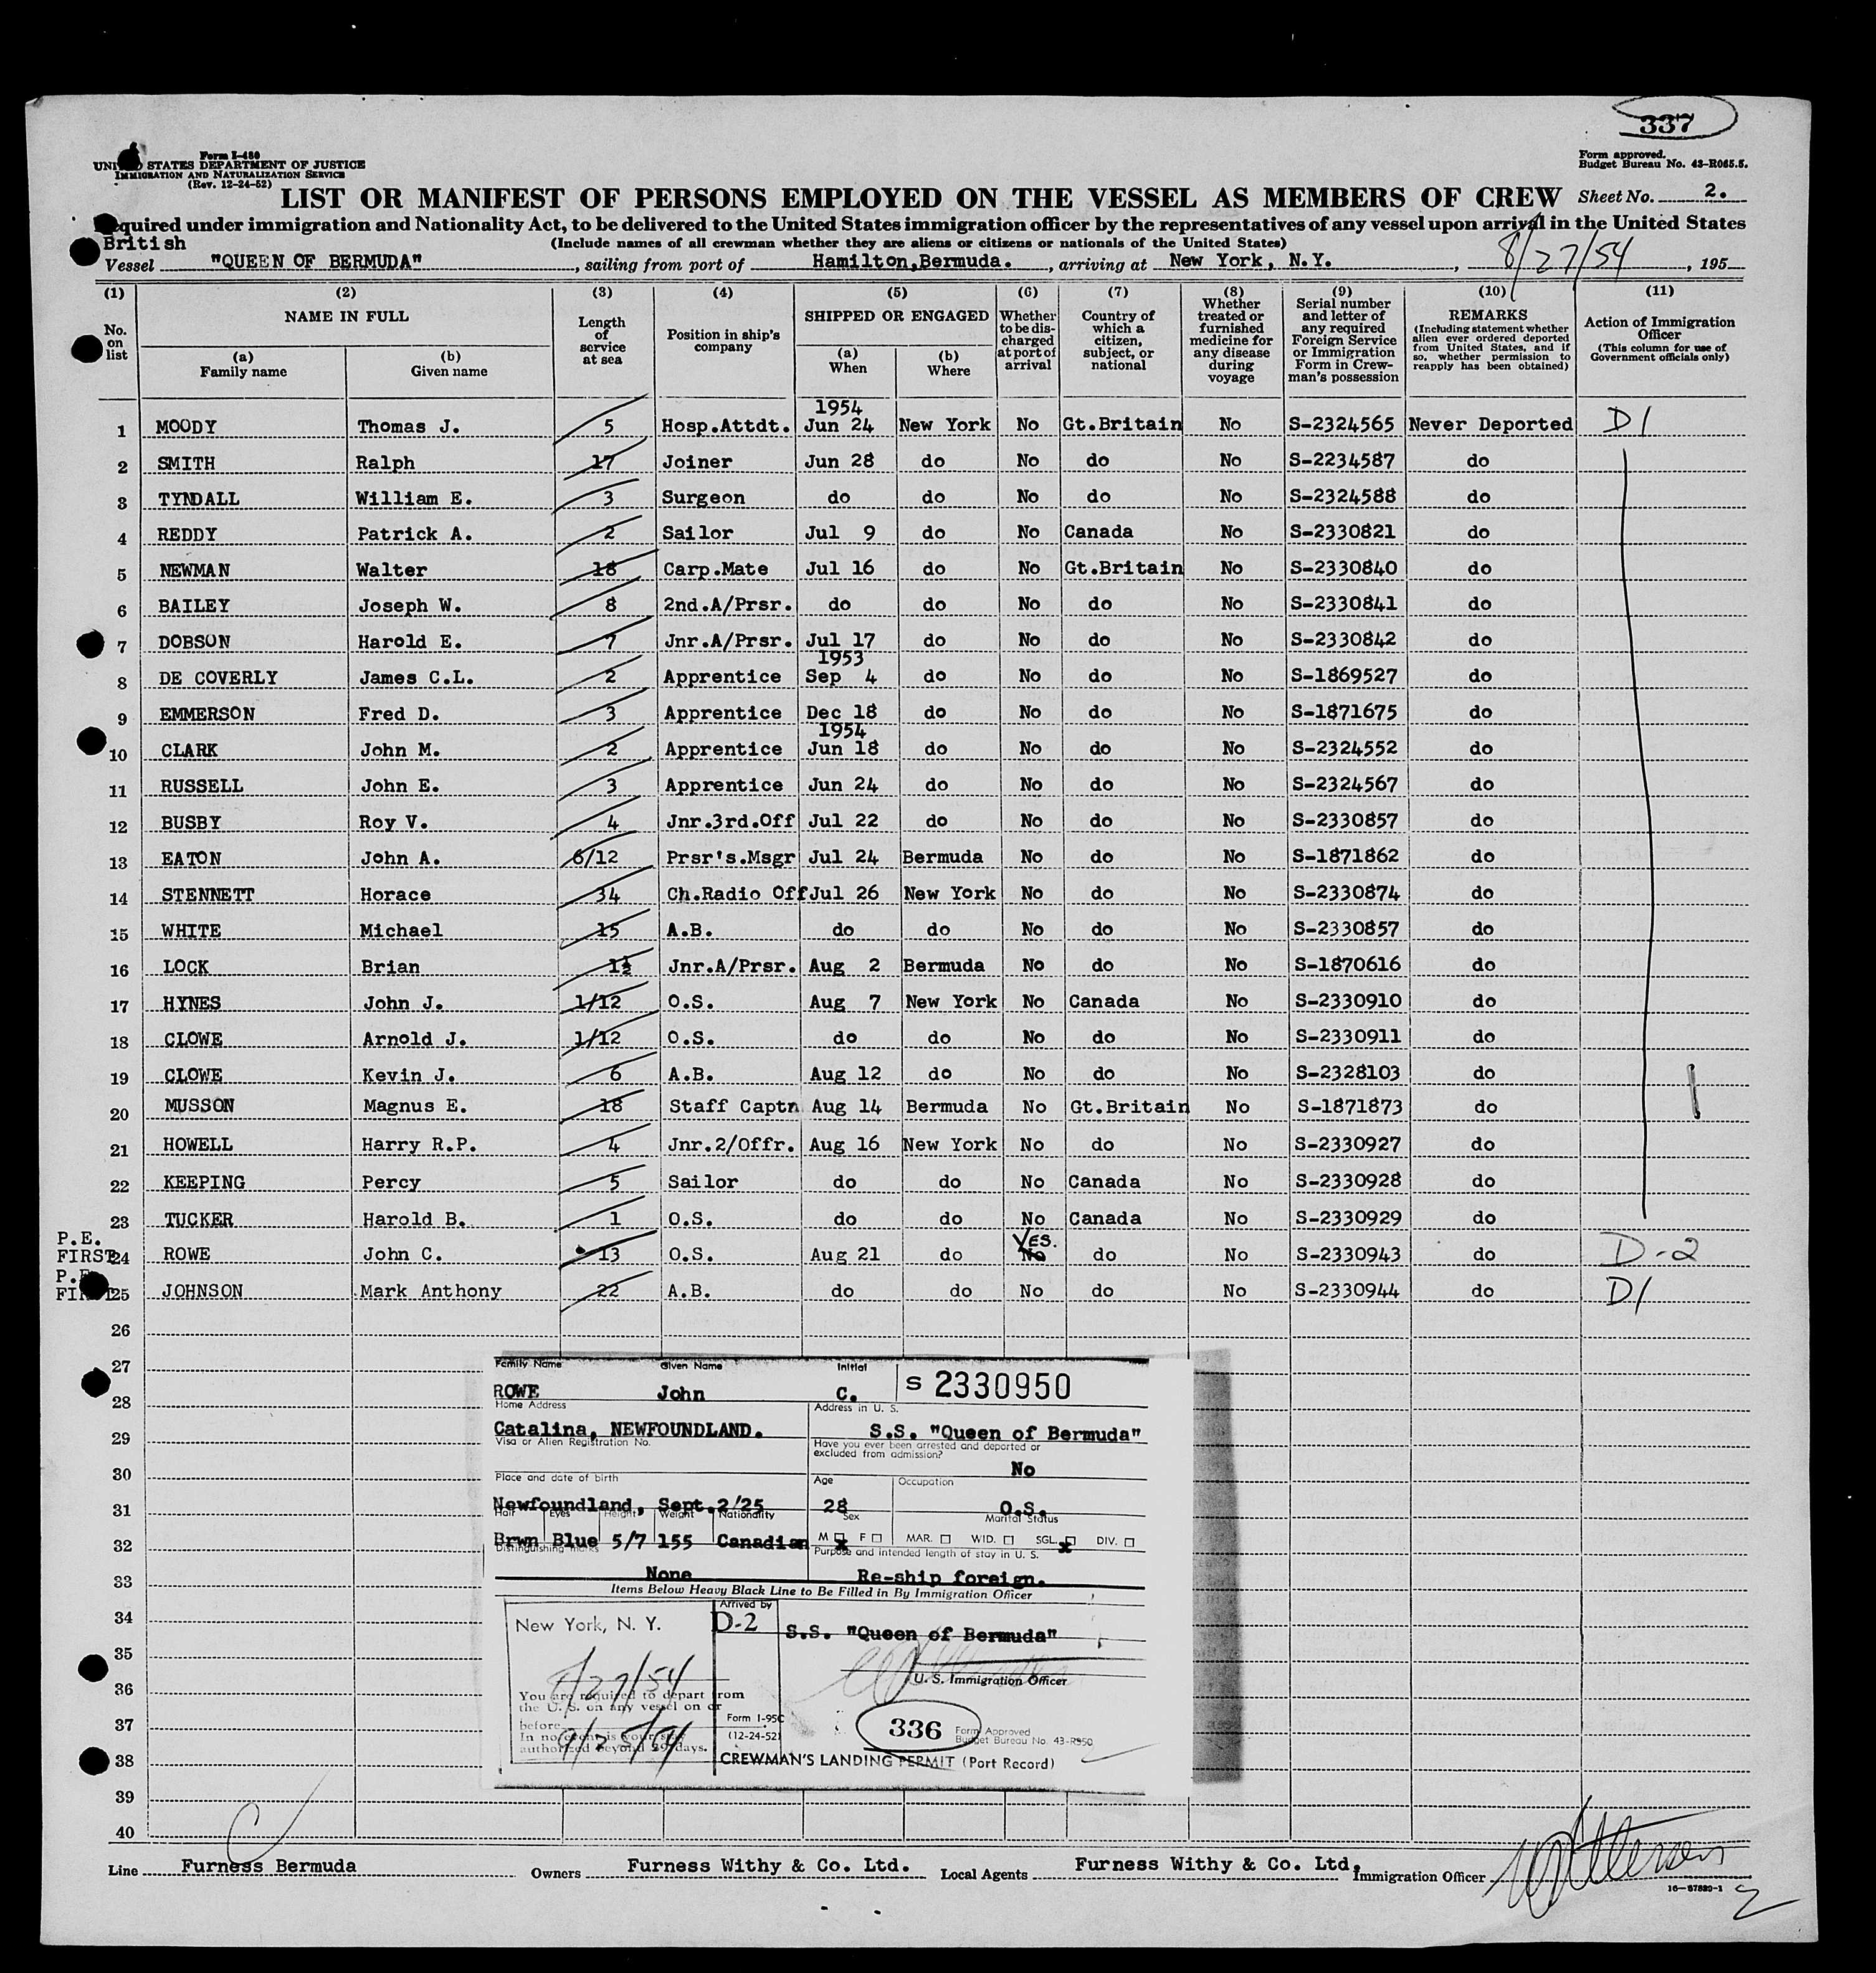 337
Form I-480
UNITED STATES DEPARTMENT OF JUSTICE
IMMIGRATION AND NATURALIZATION SERVICE
(Rev. 12-24-52)
Form approved.
Budget Bureau No. 43-R065.5.
LIST OR MANIFEST OF PERSONS EMPLOYED ON THE VESSEL AS MEMBERS OF CREW Sheet No. 2.
Required under immigration and Nationality Act, to be delivered to the United States immigration officer by the representatives of any vessel upon arrival in the United States
(Include names of all crewman whether they are aliens or citizens or nationals of the United States)
British
Vessel "QUEEN OF BERMUDA", sailing from port of Hamilton,Bermuda., arriving at New York, N.Y., 8/27/54, 195
(1) (2) (3) (4) (5) (6) (7) (8) (9) (10) (11)
No. on list NAME IN FULL (a) Family name (b) Given name Length of service at sea Position in ship's company SHIPPED OR ENGAGED (a) When (b) Where Whether to be discharged at port of arrival Country of which a citizen, subject, or national Whether treated or furnished medicine for any disease during voyage Serial number and letter of any required Foreign Service or Immigration Form in Crewman's possession REMARKS (Including statement whether alien ever ordered deported from United States, and if so, whether permission to reapply has been obtained) Action of Immigration Officer (This column for use of Government officials only)
1954
1 MOODY Thomas J. 5 Hosp.Attdt. Jun 24 New York No Gt.Britain No S-2324565 Never Deported D1
2 SMITH Ralph 17 Joiner Jun 28 do No do No S-2234587 do
3 TYNDALL William E. 3 Surgeon do do No do No S-2324588 do
4 REDDY Patrick A. 2 Sailor Jul 9 do No Canada No S-2330821 do
5 NEWMAN Walter 18 Carp.Mate Jul 16 do No Gt.Britain No S-2330840 do
6 BAILEY Joseph W. 8 2nd.A/Prsr. do do No do No S-2330841 do
7 DOBSON Harold E. 7 Jnr.A/Prsr. Jul 17 do No do No S-2330842 do
1953
8 DE COVERLY James C.L. 2 Apprentice Sep 4 do No do No S-1869527 do
9 EMMERSON Fred D. 3 Apprentice Dec 18 do No do No S-1871675 do
1954
10 CLARK John M. 2 Apprentice Jun 18 do No do No S-2324552 do
11 RUSSELL John E. 3 Apprentice Jun 24 do No do No S-2324567 do
12 BUSBY Roy V. 4 Jnr.3rd.Off Jul 22 do No do No S-2330857 do
13 EATON John A. 6/12 Prsr's.Msgr Jul 24 Bermuda No do No S-1871862 do
14 STENNETT Horace 34 Ch.Radio Off Jul 26 New York No do No S-2330874 do
15 WHITE Michael 15 A.B. do do No do No S-2330857 do
16 LOCK Brian 1½ Jnr.A/Prsr. Aug 2 Bermuda No do No S-1870616 do
17 HYNES John J. 1/12 O.S. Aug 7 New York No Canada No S-2330910 do
18 CLOWE Arnold J. 1/12 O.S. do do No do No S-2330911 do
19 CLOWE Kevin J. 6 A.B. Aug 12 do No do No S-2328103 do
20 MUSSON Magnus E. 18 Staff Captn Aug 14 Bermuda No Gt.Britain No S-1871873 do
21 HOWELL Harry R.P. 4 Jnr.2/Offr. Aug 16 New York No do No S-2330927 do
22 KEEPING Percy 5 Sailor do do No Canada No S-2330928 do
23 TUCKER Harold B. 1 O.S. do do No Canada No S-2330929 do
P.E. YES.
FIRST 24 ROWE John C. 13 O.S. Aug 21 do No do No S-2330943 do D-2
P.E.
FIRST 25 JOHNSON Mark Anthony 22 A.B. do do No do No S-2330944 do D1
26
27
28
29
30
31
32
33
34
35
36
37
38
39
40
Family Name Given Name Initial
ROWE John C. S 2330950
Home Address Address in U. S.
Catalina, NEWFOUNDLAND. S.S. "Queen of Bermuda"
Visa or Alien Registration No. Have you ever been arrested and deported or excluded from admission?
No
Place and date of birth Age Occupation
Newfoundland, Sept.2/25 28 O.S.
Hair Eyes Height Weight Nationality Sex Marital Status
Brwn Blue 5/7 155 Canadian M x F MAR. WID. SGL. x DIV.
Distinguishing marks Purpose and intended length of stay in U. S.
None Re-ship foreign.
Items Below Heavy Black Line to Be Filled in By Immigration Officer
New York, N. Y. Arrived by
D-2 S.S. "Queen of Bermuda"
8/27/54
U. S. Immigration Officer
You are required to depart from
the U. S. on any vessel on or
before 9/25/54
In no event is your stay
authorized beyond 29 days.
Form I-95C
(12-24-52)
336
Form Approved
Budget Bureau No. 43-R350
CREWMAN'S LANDING PERMIT (Port Record)
Line Furness Bermuda Owners Furness Withy & Co. Ltd. Local Agents Furness Withy & Co. Ltd. Immigration Officer
16-67889-1
2